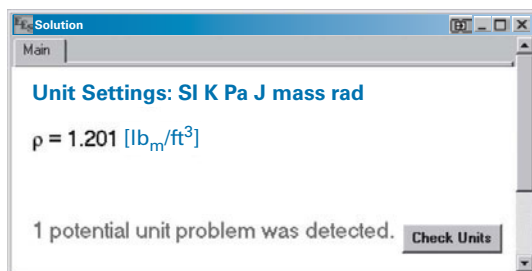 EES Solution
Main
Unit Settings: SI K Pa J mass rad
ρ = 1.201 [lbm/ft³]
1 potential unit problem was detected.
Check Units